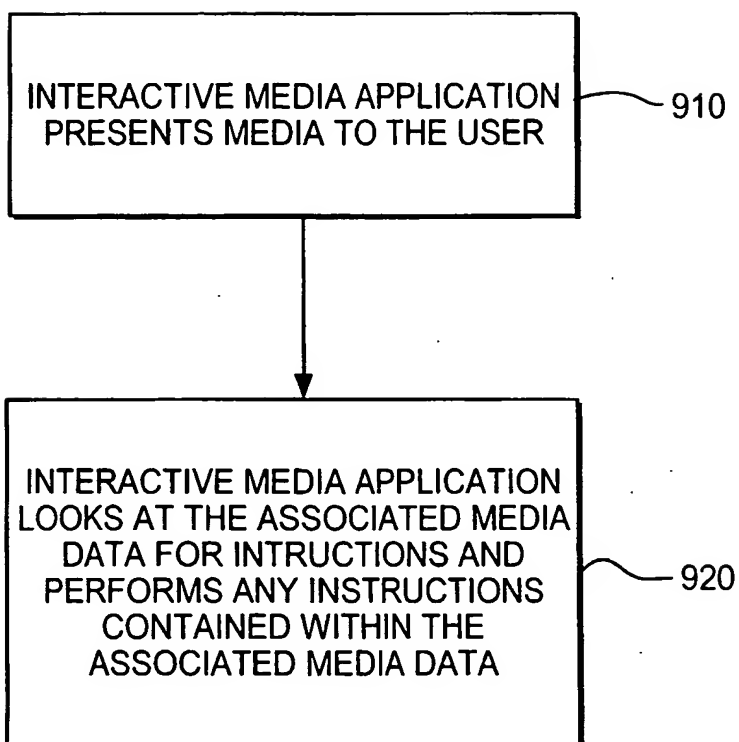 INTERACTIVE MEDIA APPLICATION
PRESENTS MEDIA TO THE USER
910
INTERACTIVE MEDIA APPLICATION
LOOKS AT THE ASSOCIATED MEDIA
DATA FOR INTRUCTIONS AND
PERFORMS ANY INSTRUCTIONS
CONTAINED WITHIN THE
ASSOCIATED MEDIA DATA
920